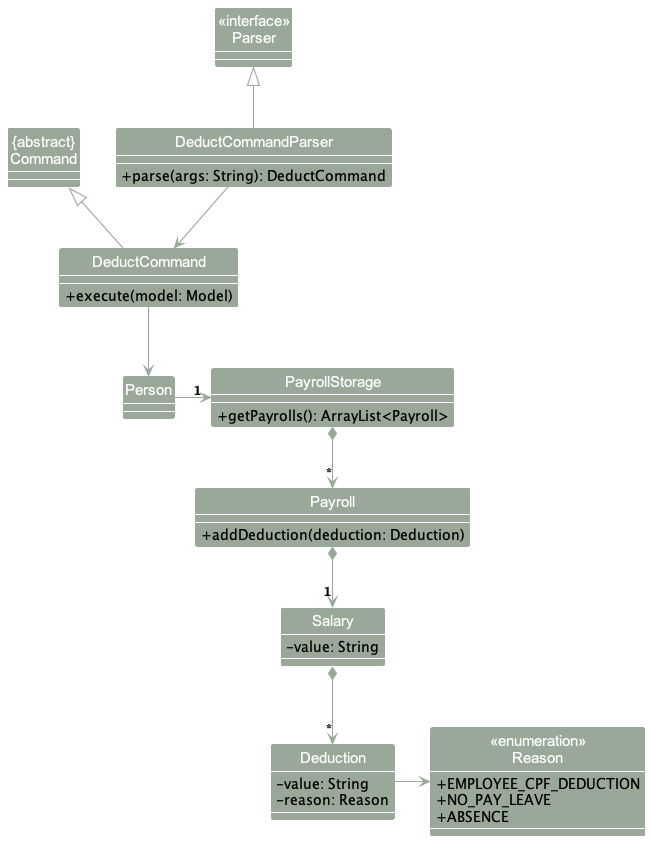 «interface»
Parser
{abstract}
Command
DeductCommandParser
+parse(args: String): DeductCommand
DeductCommand
+execute(model: Model)
Person
1
PayrollStorage
+getPayrolls(): ArrayList<Payroll>
*
Payroll
+addDeduction(deduction: Deduction)
1
Salary
-value: String
*
Deduction
-value: String
-reason: Reason
«enumeration»
Reason
+EMPLOYEE_CPF_DEDUCTION
+NO_PAY_LEAVE
+ABSENCE